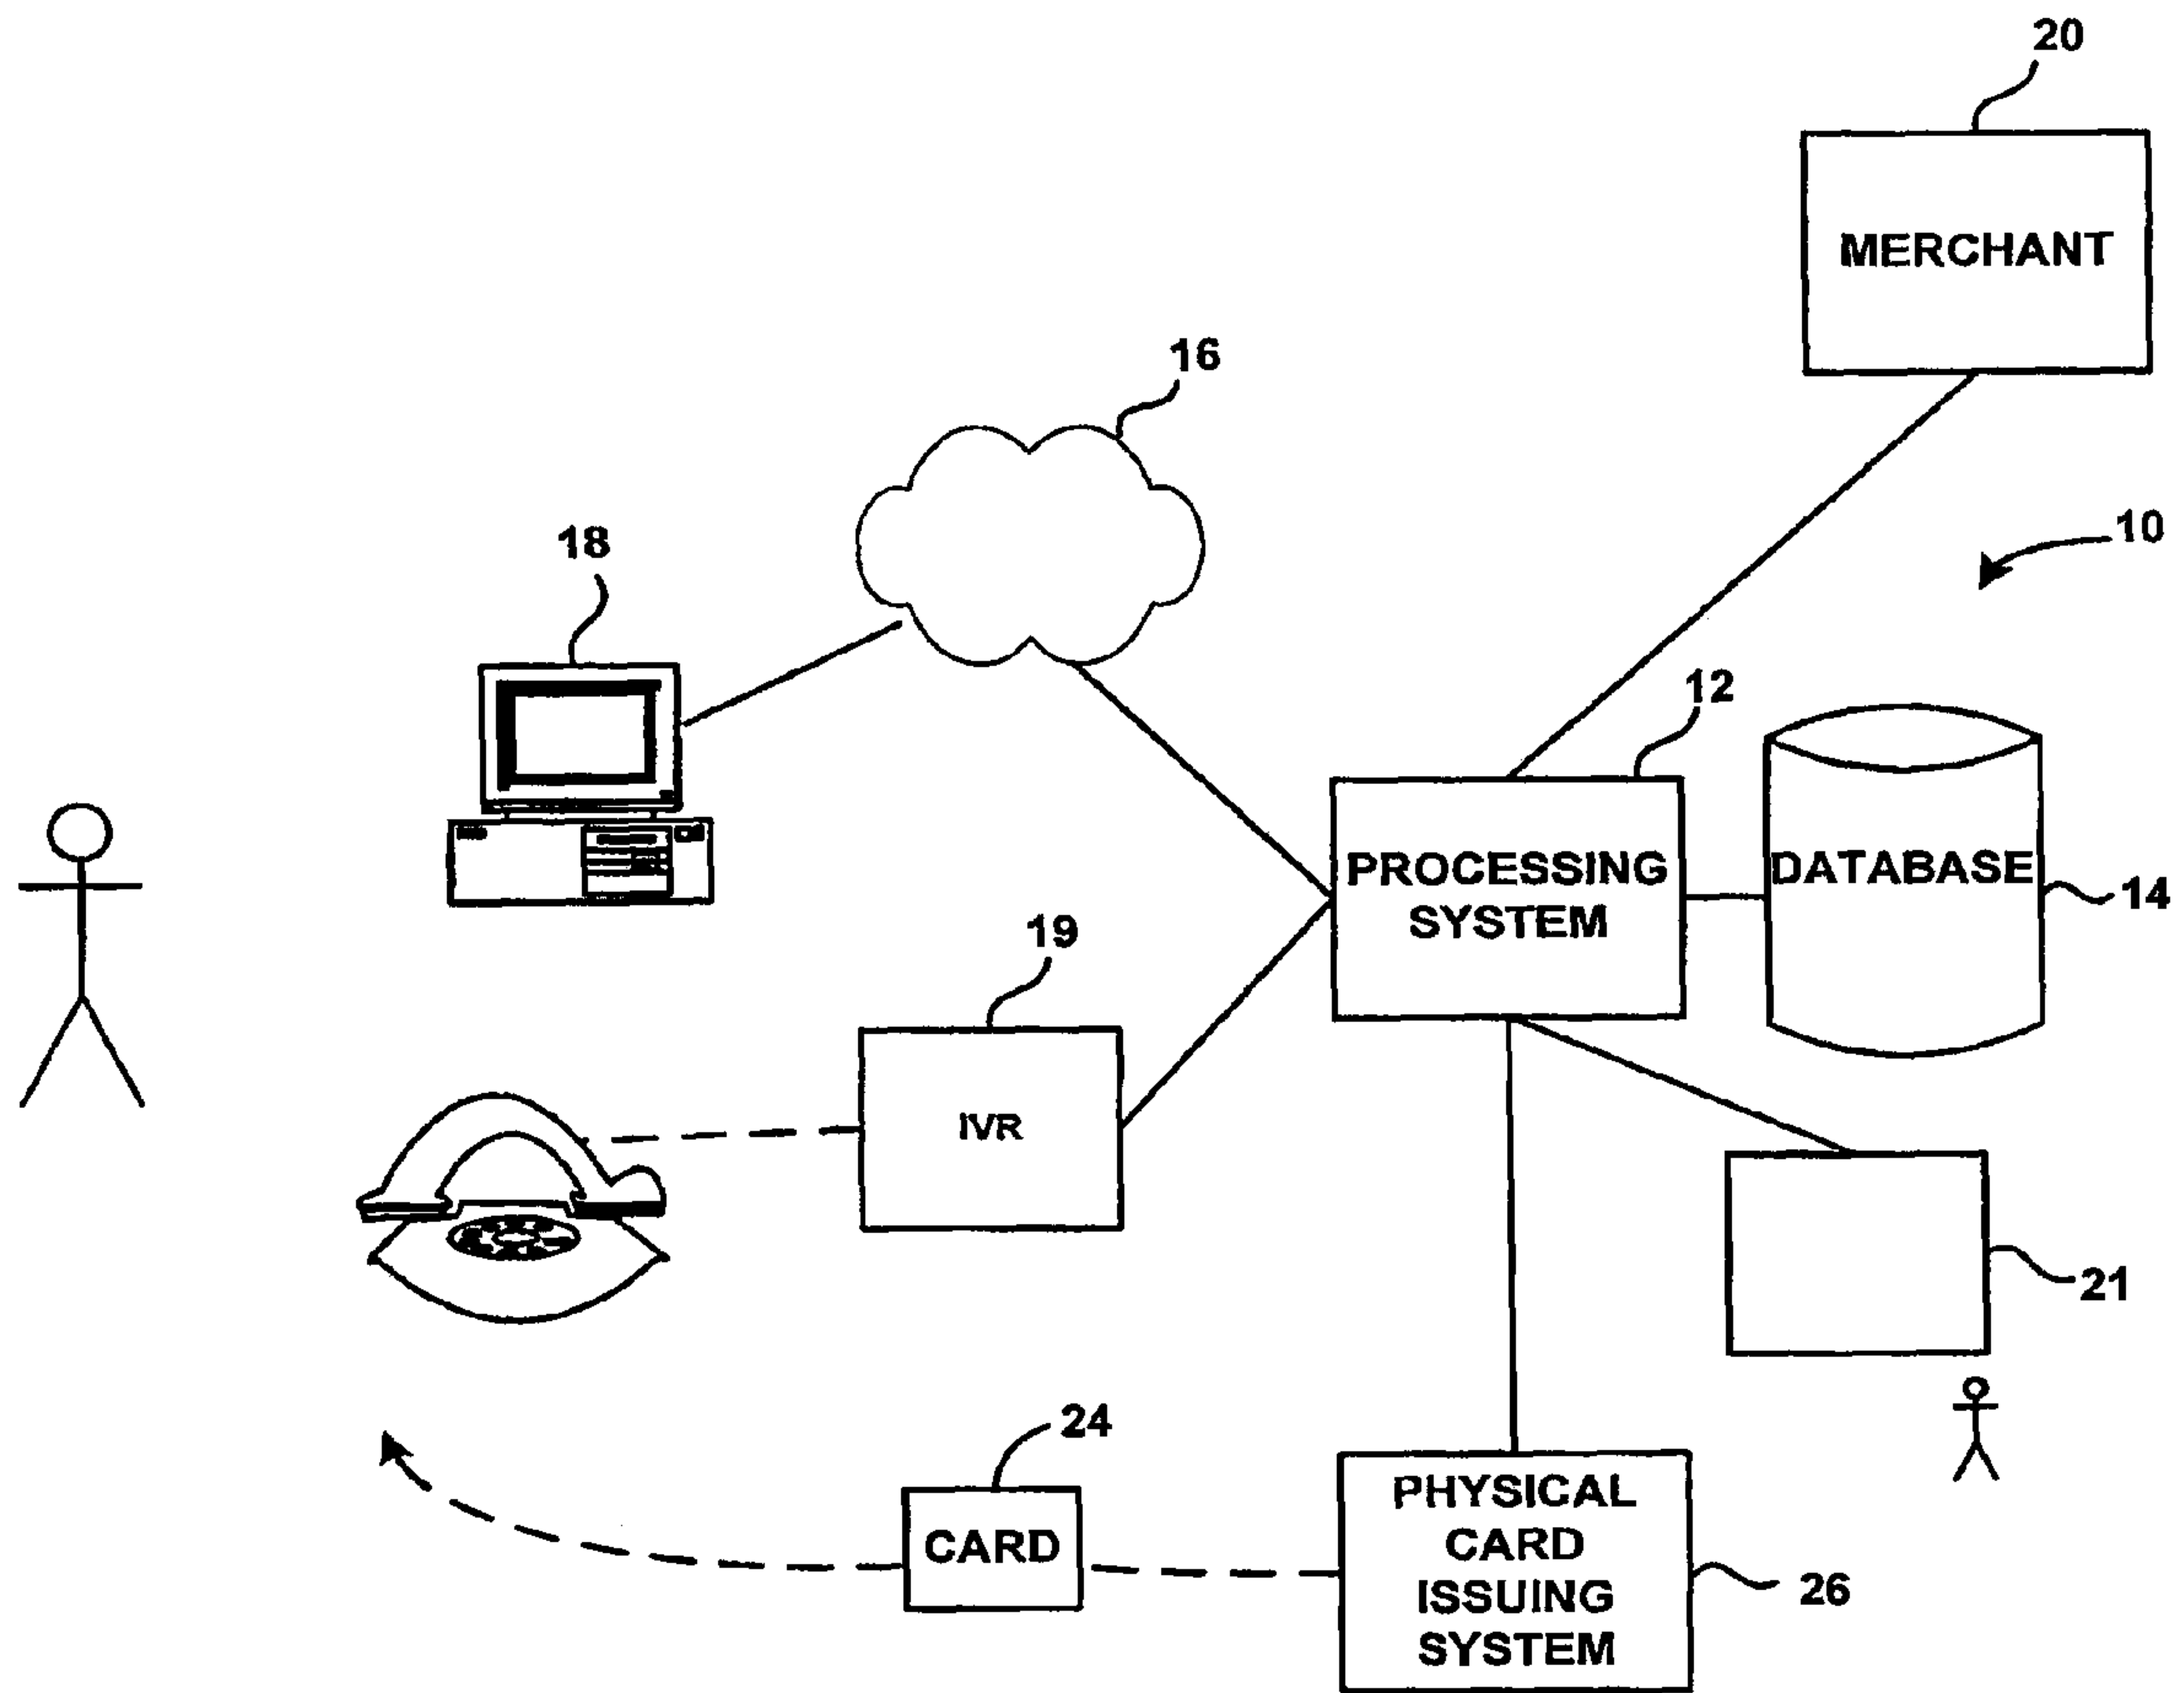 20
MERCHANT
16
10
18
12
PROCESSING
SYSTEM
DATABASE
14
19
IVR
21
24
CARD
PHYSICAL
CARD
ISSUING
SYSTEM
26